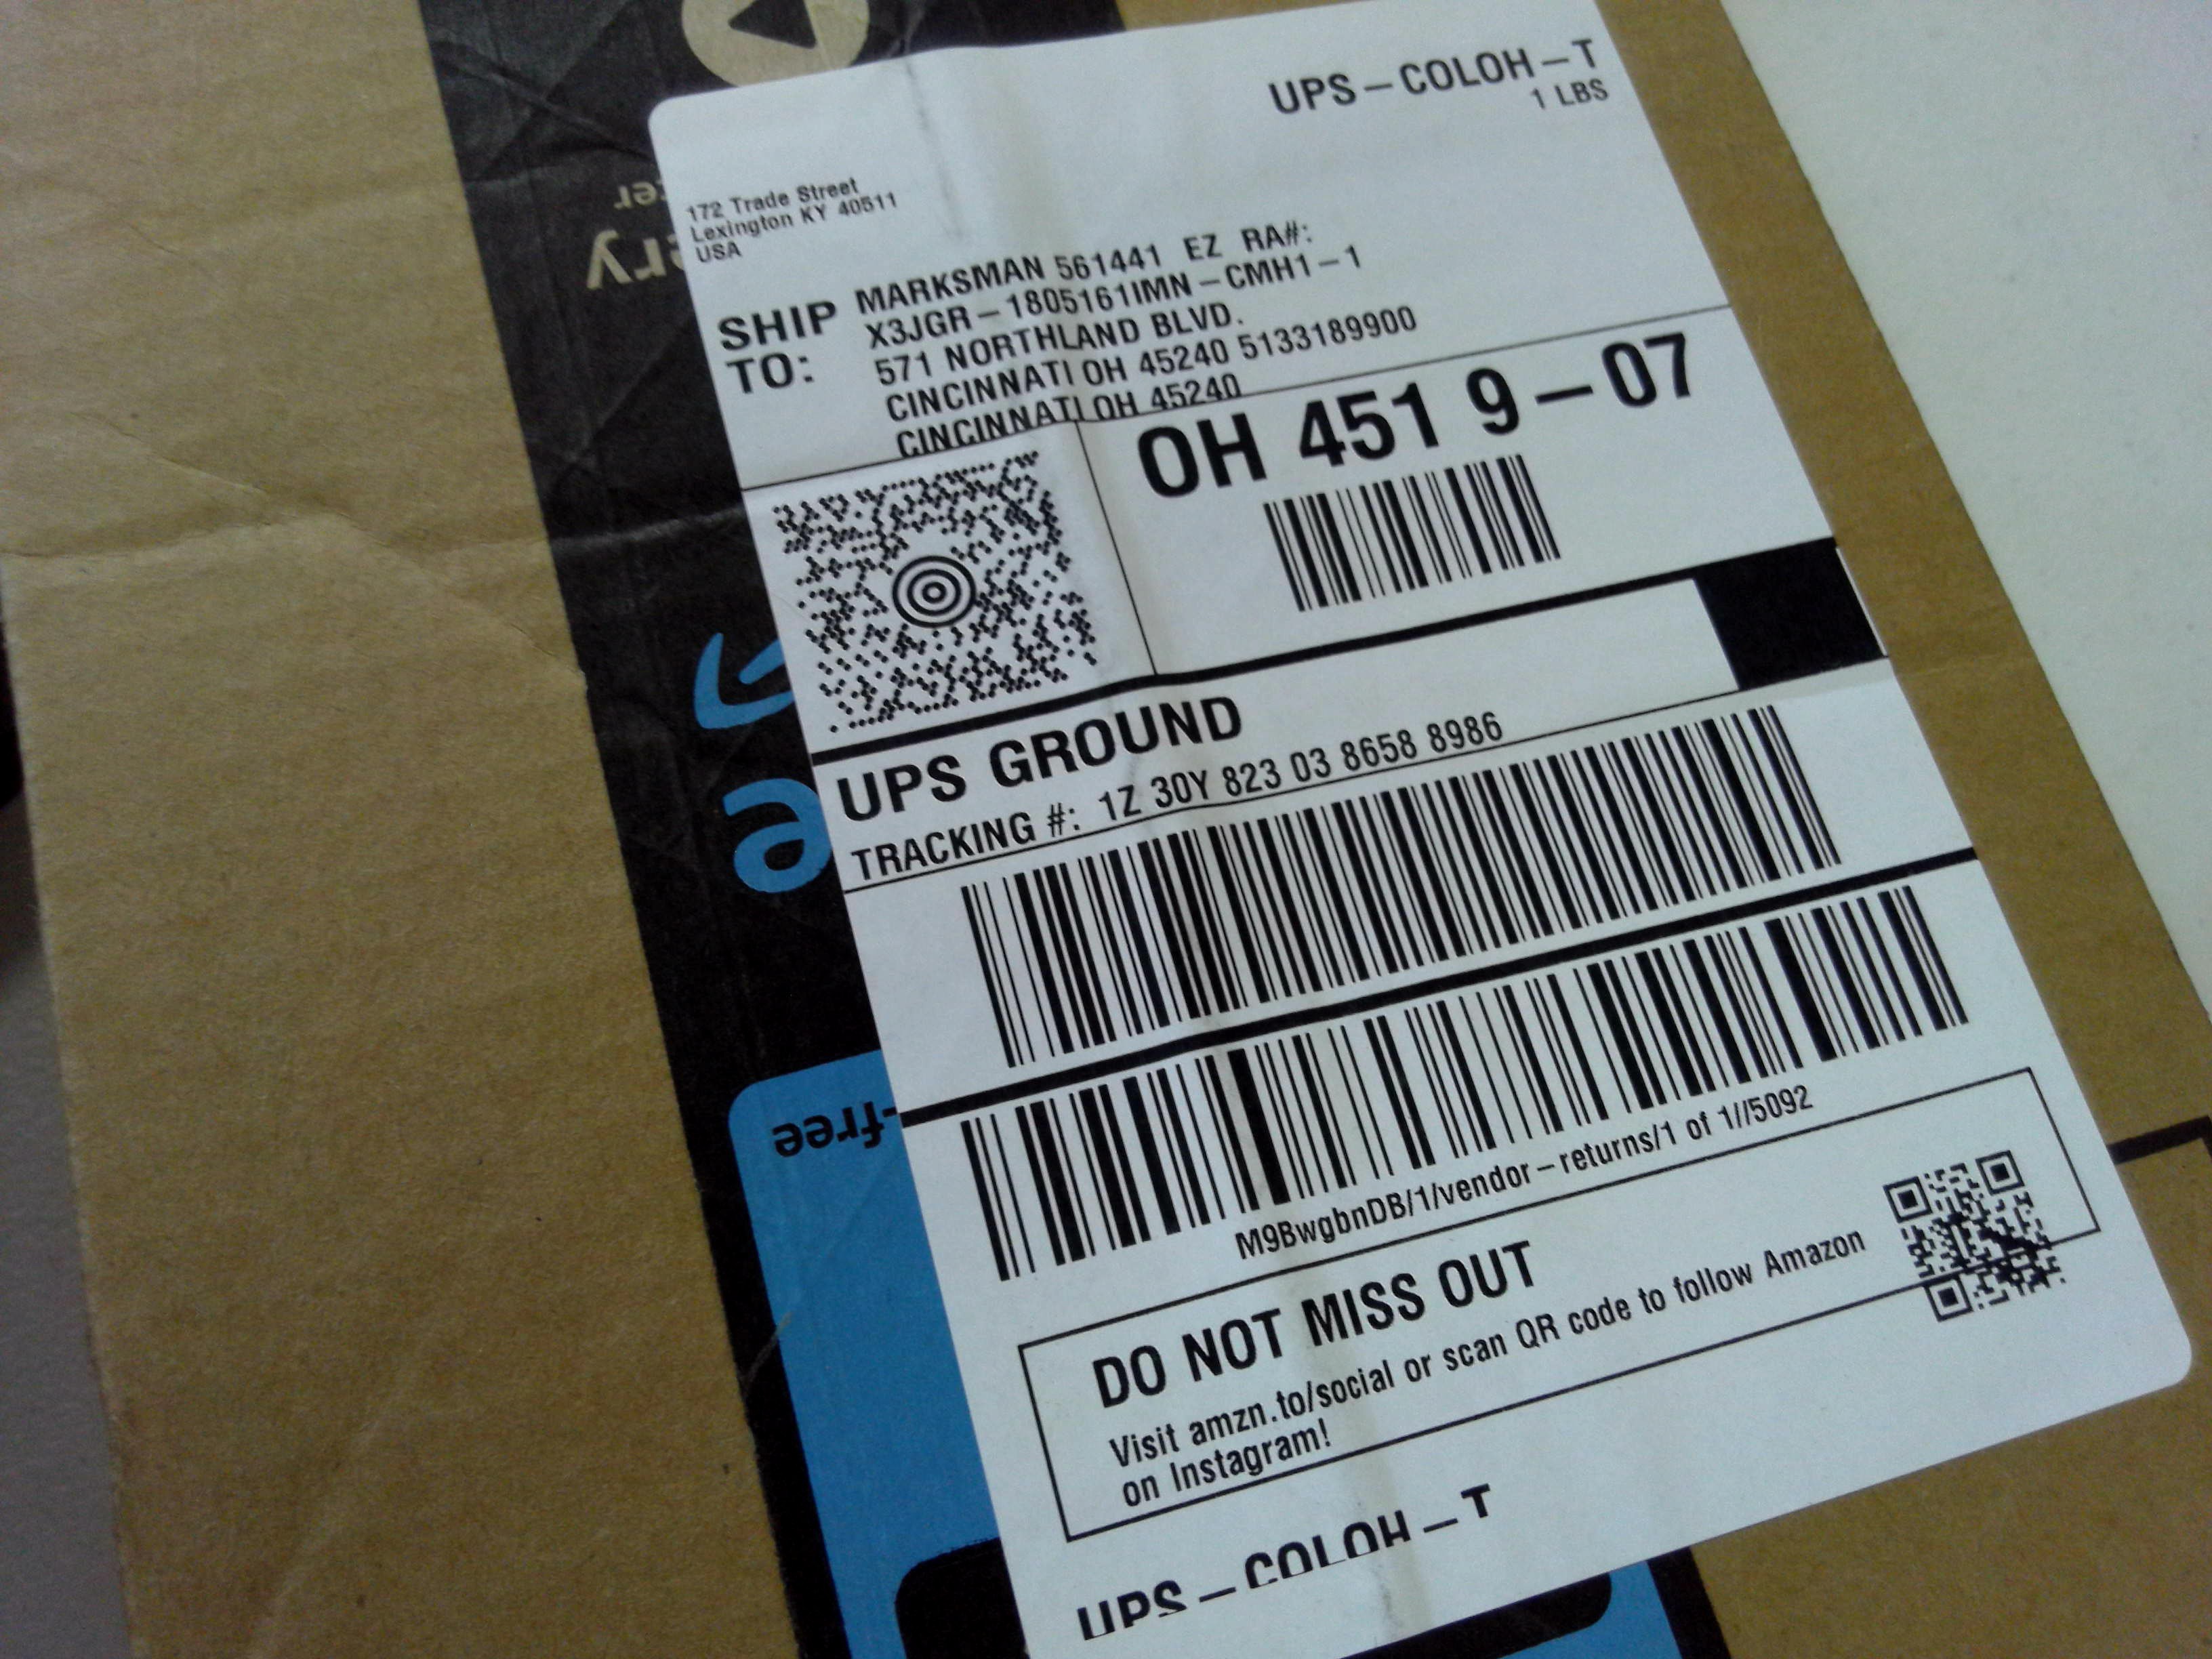 UPS-COLOH-T
1 LBS
172 Trade Street
Lexington KY 40511
USA
SHIP TO:
MARKSMAN 561441 EZ RA#:
X3JGR-1805161IMN-CMH1-1
571 NORTHLAND BLVD.
CINCINNATI OH 45240 5133189900
CINCINNATI OH 45240
OH 451 9-07
UPS GROUND
TRACKING #: 1Z 30Y 823 03 8658 8986
M9BwgbnDB/1/vendor-returns/1 of 1//5092
DO NOT MISS OUT
Visit amzn.to/social or scan QR code to follow Amazon
on Instagram!
UPS-COLOH-T
-free